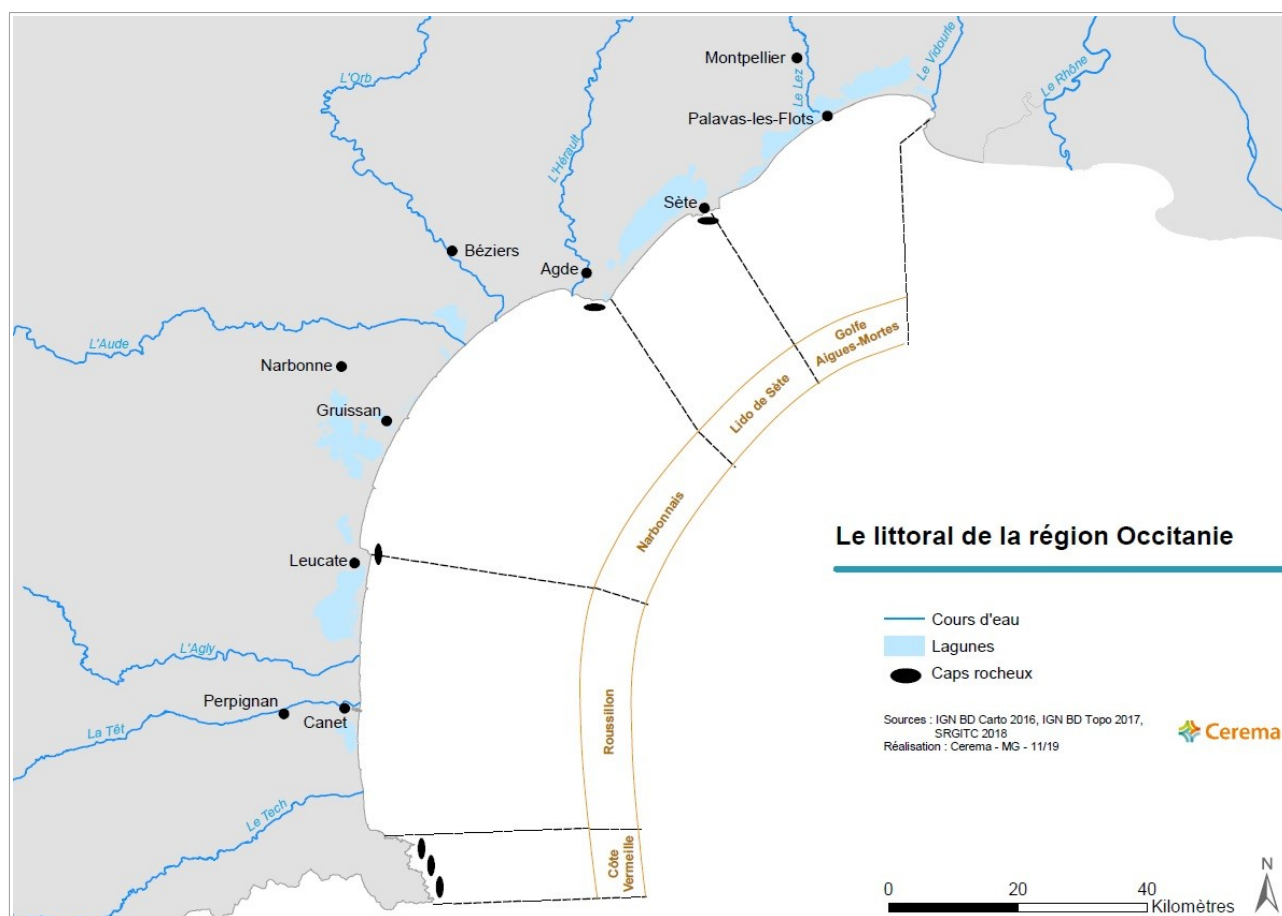 Montpellier
Le Lez
Le Vidourle
Le Rhône
L'Orb
Palavas-les-Flots
L'Hérault
Sète
Béziers
Agde
L'Aude
Narbonne
Gruissan
Golfe
Aigues-Mortes
Lido de Sète
Narbonnais
Leucate
L'Agly
Perpignan
Canet
La Têt
Roussillon
Le Tech
Côte
Vermeille
Le littoral de la région Occitanie
Cours d'eau
Lagunes
Caps rocheux
Sources : IGN BD Carto 2016, IGN BD Topo 2017,
SRGITC 2018
Réalisation : Cerema - MG - 11/19
Cerema
N
0 20 40
Kilomètres